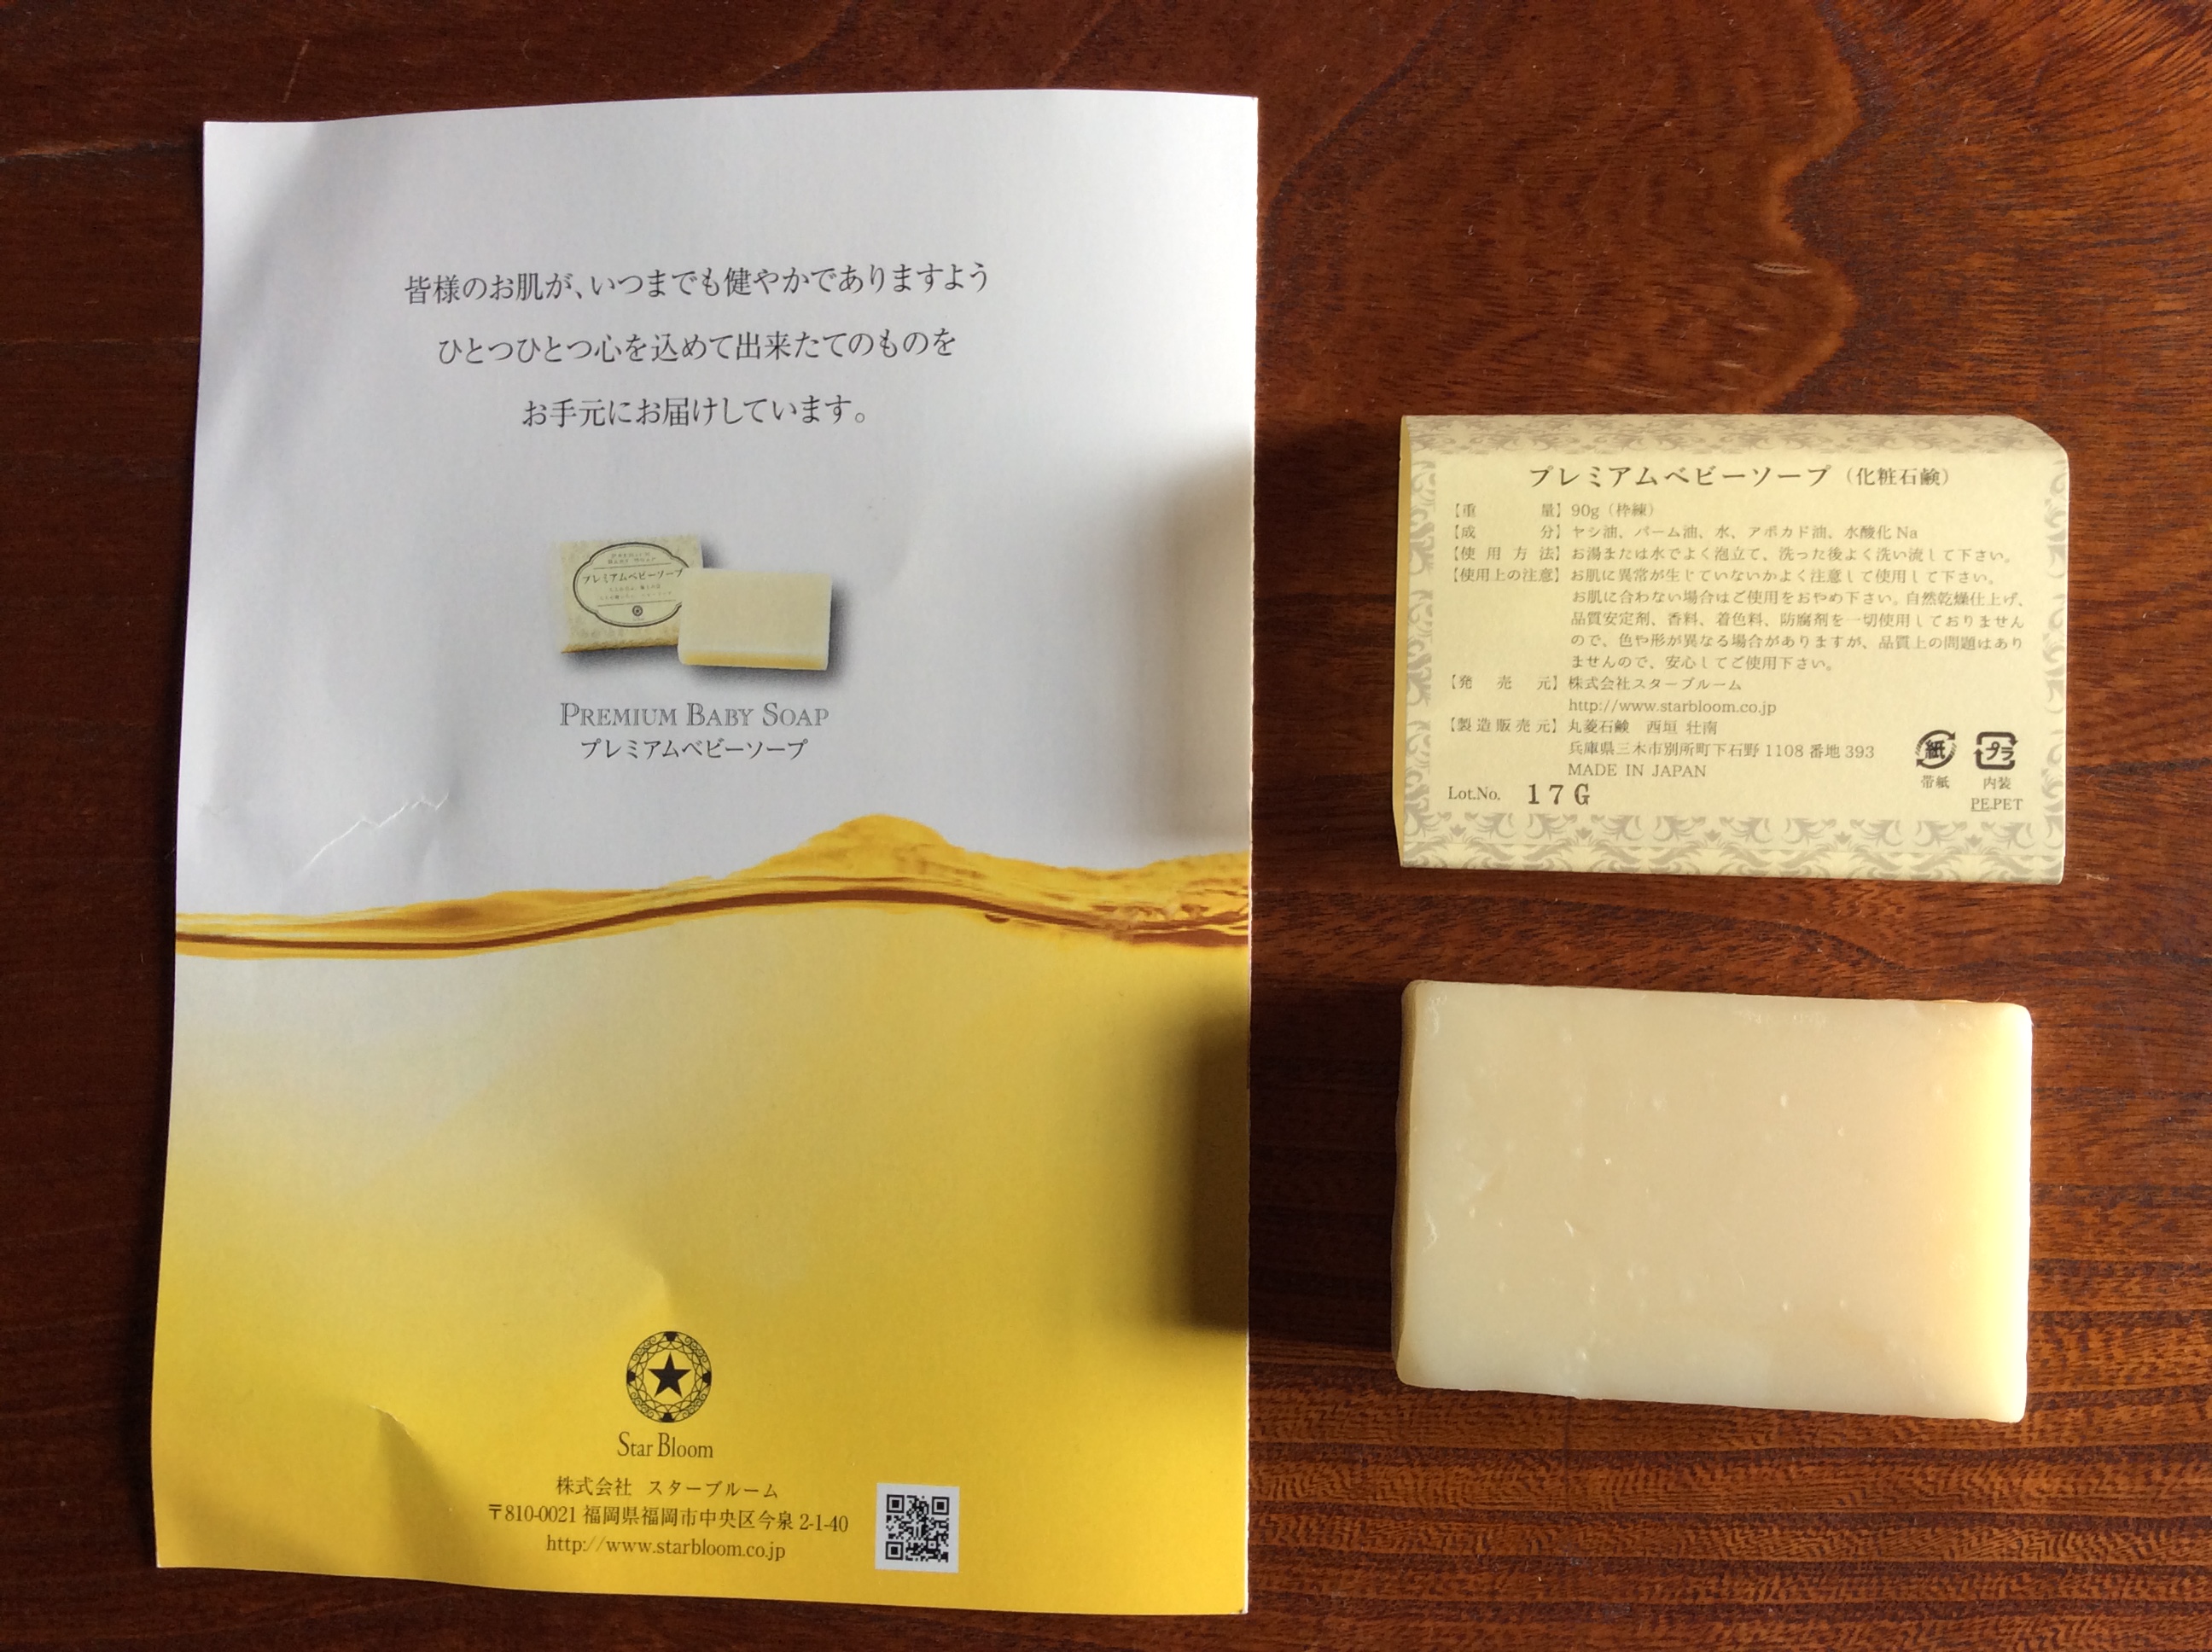 皆様のお肌が、いつまでも健やかでありますよう
ひとつひとつ心を込めて出来たてのものを
お手元にお届けしています。
プレミアムベビーソープ
PREMIUM BABY SOAP
プレミアムベビーソープ
Star Bloom
株式会社 スターブルーム
〒810-0021 福岡県福岡市中央区今泉 2-1-40
http://www.starbloom.co.jp
プレミアムベビーソープ（化粧石鹸）
【重量】90g（枠練）
【成分】ヤシ油、パーム油、水、アボカド油、水酸化 Na
【使用方法】お湯または水でよく泡立て、洗った後よく洗い流して下さい。
【使用上の注意】お肌に異常が生じていないかよく注意して使用して下さい。
お肌に合わない場合はご使用をおやめ下さい。自然乾燥仕上げ、
品質安定剤、香料、着色料、防腐剤を一切使用しておりません
ので、色や形が異なる場合がありますが、品質上の問題はあり
ませんので、安心してご使用下さい。
【発売元】株式会社スターブルーム
http://www.starbloom.co.jp
【製造販売元】丸菱石鹸 西垣 壮南
兵庫県三木市別所町下石野 1108 番地 393
MADE IN JAPAN
Lot.No. 17G
紙 プラ
帯紙 内装
PE.PET